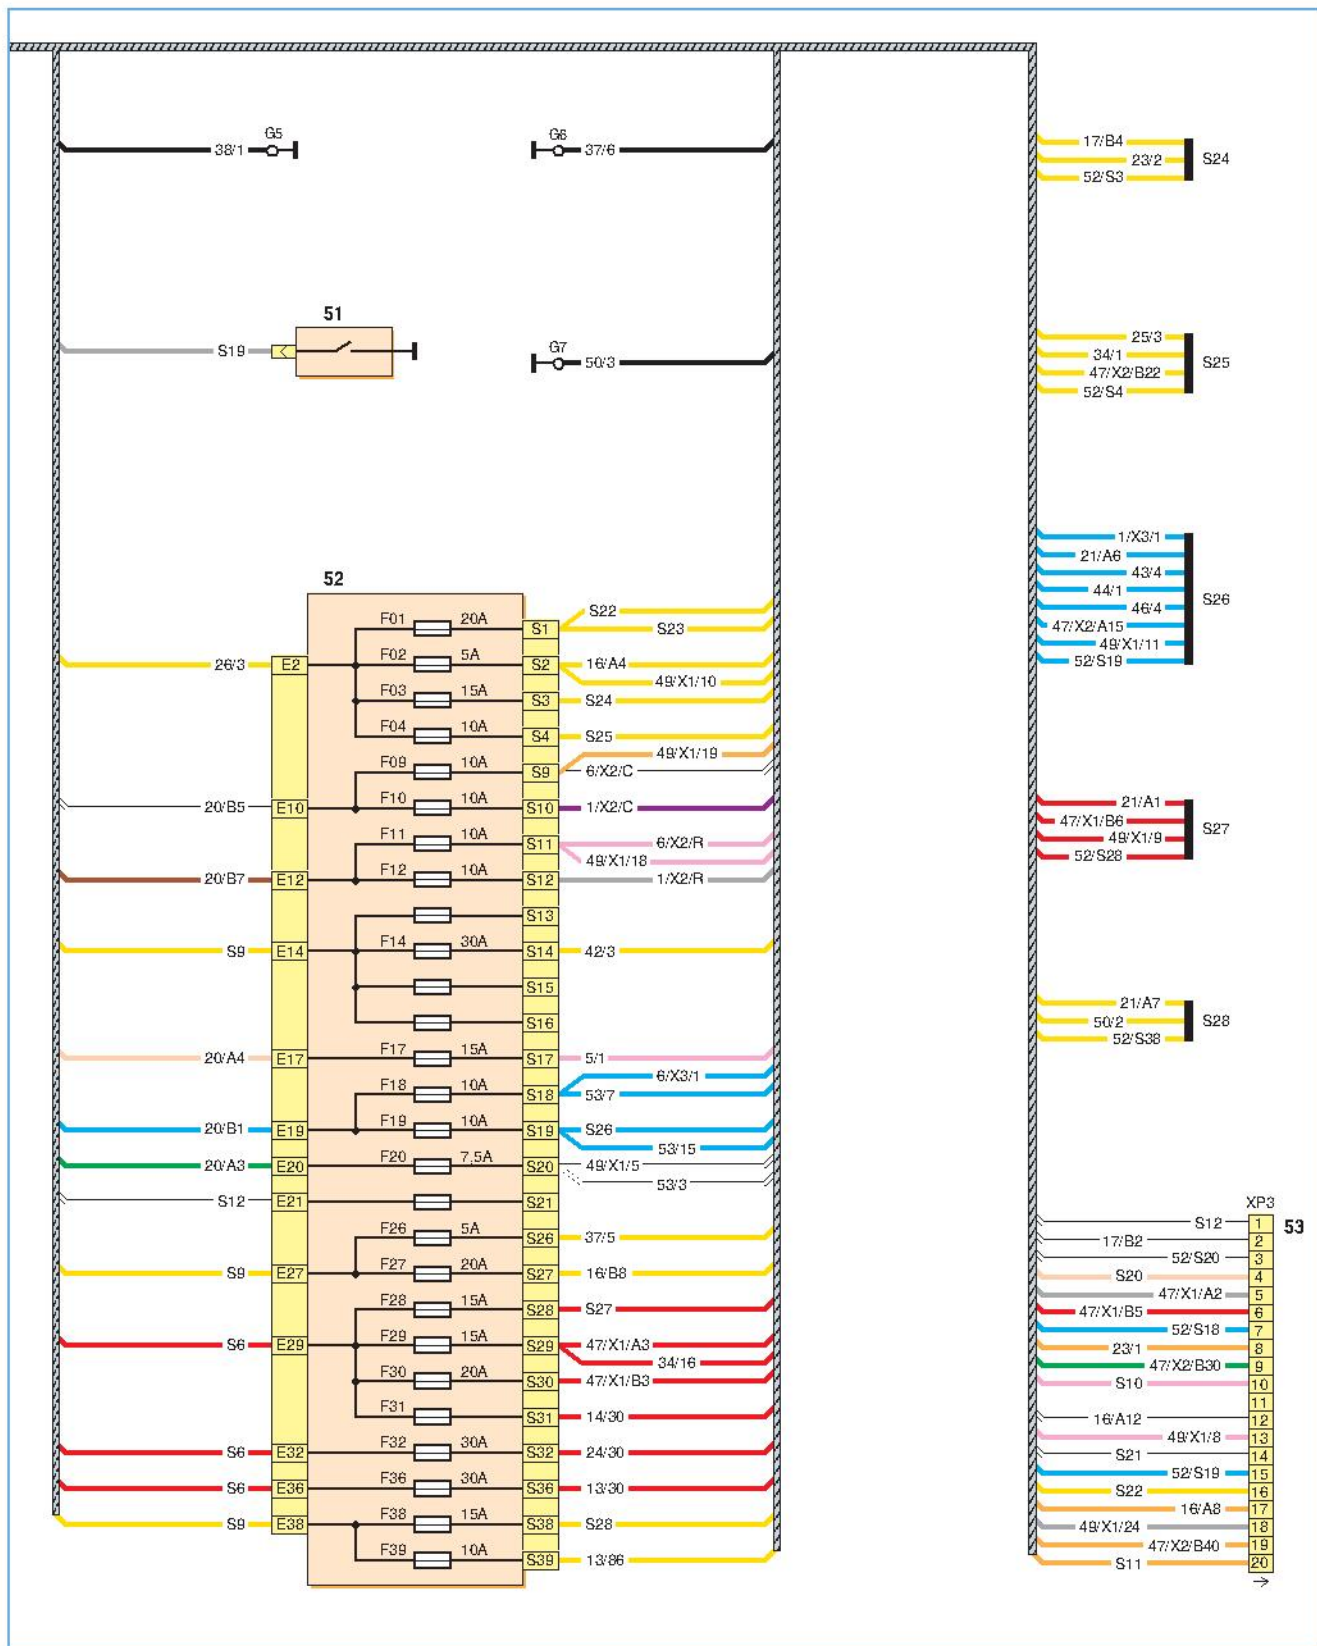 38/1
G5
G6
37/6
51
S19
G7
50/3
17/B4
23/2
52/S3
S24
25/3
34/1
47/X2/B22
52/S4
S25
1/X3/1
21/A6
43/4
44/1
46/4
47/X2/A15
49/X1/11
52/S19
S26
21/A1
47/X1/B6
49/X1/9
52/S28
S27
21/A7
50/2
52/S38
S28
52
F01 20A S1 S22
S23
26/3 E2 F02 5A S2 16/A4
49/X1/10
F03 15A S3 S24
F04 10A S4 S25
49/X1/19
F09 10A S9 6/X2/C
20/B5 E10 F10 10A S10 1/X2/C
F11 10A S11 6/X2/R
49/X1/18
20/B7 E12 F12 10A S12 1/X2/R
S13
S9 E14 F14 30A S14 42/3
S15
S16
20/A4 E17 F17 15A S17 5/1
6/X3/1
F18 10A S18 53/7
20/B1 E19 F19 10A S19 S26
53/15
20/A3 E20 F20 7,5A S20 49/X1/5
53/3
S12 E21 S21
F26 5A S26 37/5
S9 E27 F27 20A S27 16/B8
F28 15A S28 S27
S6 E29 F29 15A S29 47/X1/A3
34/16
F30 20A S30 47/X1/B3
F31 S31 14/30
S6 E32 F32 30A S32 24/30
S6 E36 F36 30A S36 13/30
S9 E38 F38 15A S38 S28
F39 10A S39 13/86
XP3
53
S12 1
17/B2 2
52/S20 3
S20 4
47/X1/A2 5
47/X1/B5 6
52/S18 7
23/1 8
47/X2/B30 9
S10 10
11
16/A12 12
49/X1/8 13
S21 14
52/S19 15
S22 16
16/A8 17
49/X1/24 18
47/X2/B40 19
S11 20